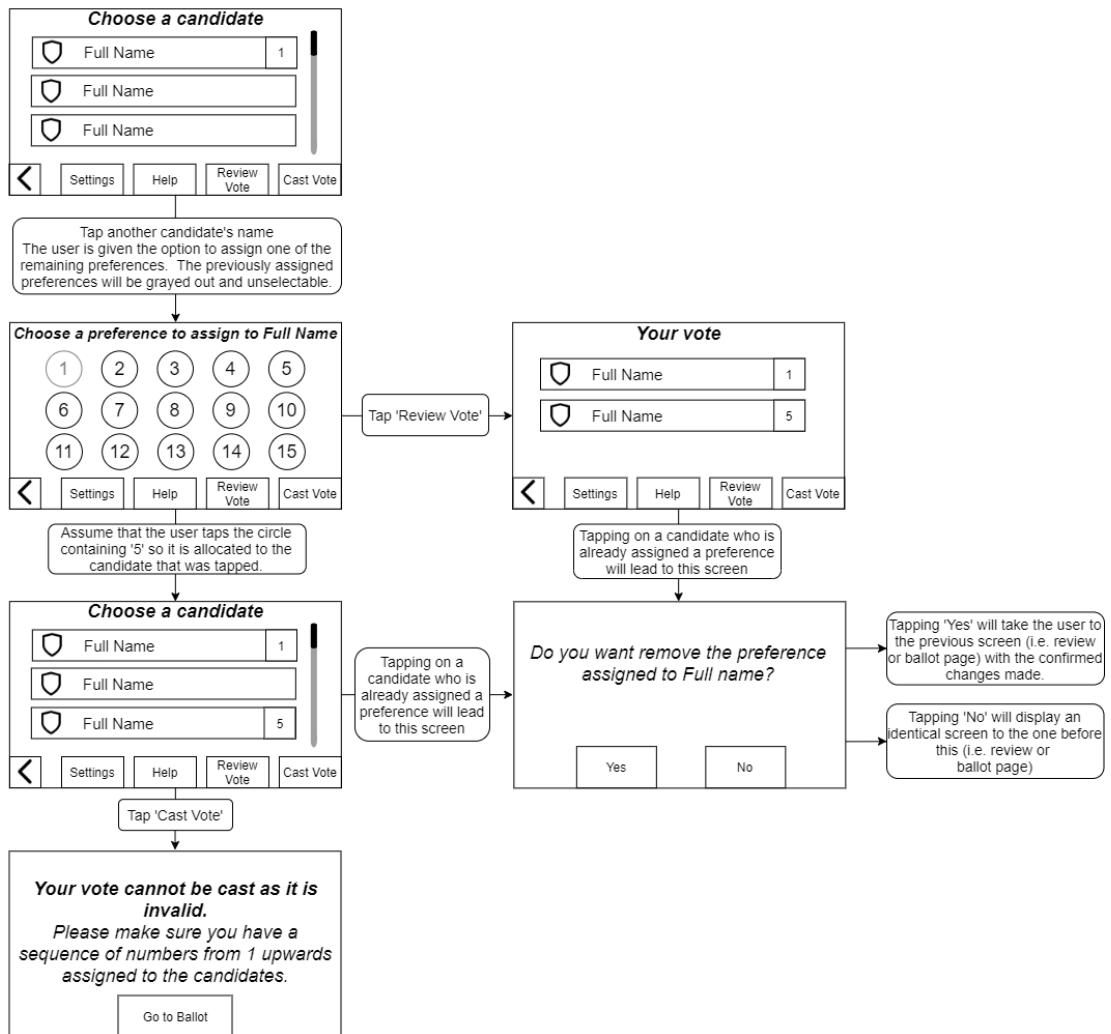 Choose a candidate
Full Name 1
Full Name
Full Name
Settings Help Review Vote Cast Vote
Tap another candidate's name
The user is given the option to assign one of the
remaining preferences. The previously assigned
preferences will be grayed out and unselectable.
Choose a preference to assign to Full Name
1 2 3 4 5
6 7 8 9 10
11 12 13 14 15
Settings Help Review Vote Cast Vote
Tap 'Review Vote'
Your vote
Full Name 1
Full Name 5
Settings Help Review Vote Cast Vote
Assume that the user taps the circle
containing '5' so it is allocated to the
candidate that was tapped.
Tapping on a candidate who is
already assigned a preference
will lead to this screen
Choose a candidate
Full Name 1
Full Name
Full Name 5
Settings Help Review Vote Cast Vote
Tapping on a
candidate who is
already assigned a
preference will lead
to this screen
Do you want remove the preference
assigned to Full name?
Yes No
Tapping 'Yes' will take the user to
the previous screen (i.e. review
or ballot page) with the confirmed
changes made.
Tapping 'No' will display an
identical screen to the one before
this (i.e. review or
ballot page)
Tap 'Cast Vote'
Your vote cannot be cast as it is
invalid.
Please make sure you have a
sequence of numbers from 1 upwards
assigned to the candidates.
Go to Ballot